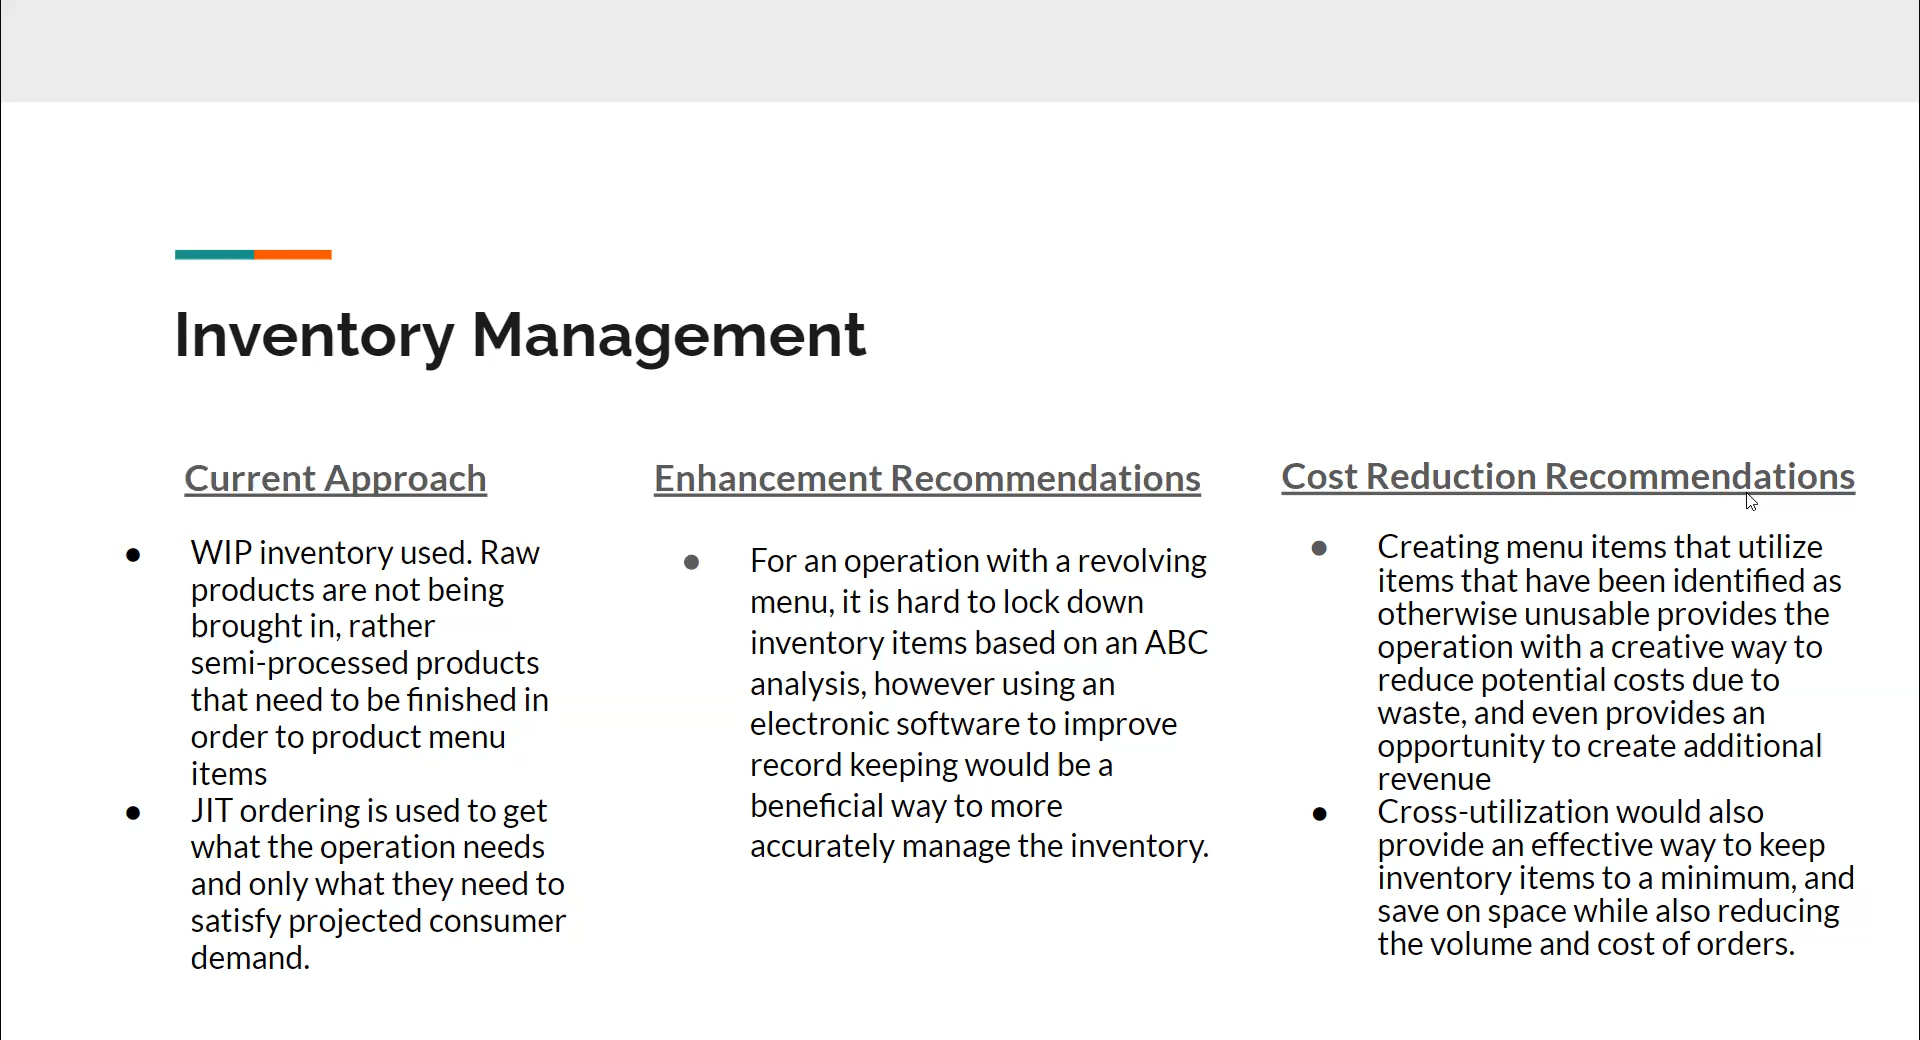 Inventory Management
Current Approach
WIP inventory used. Raw
products are not being
brought in, rather
semi-processed products
that need to be finished in
order to product menu
items
JIT ordering is used to get
what the operation needs
and only what they need to
satisfy projected consumer
demand.
Enhancement Recommendations
For an operation with a revolving
menu, it is hard to lock down
inventory items based on an ABC
analysis, however using an
electronic software to improve
record keeping would be a
beneficial way to more
accurately manage the inventory.
Cost Reduction Recommendations
Creating menu items that utilize
items that have been identified as
otherwise unusable provides the
operation with a creative way to
reduce potential costs due to
waste, and even provides an
opportunity to create additional
revenue
Cross-utilization would also
provide an effective way to keep
inventory items to a minimum, and
save on space while also reducing
the volume and cost of orders.